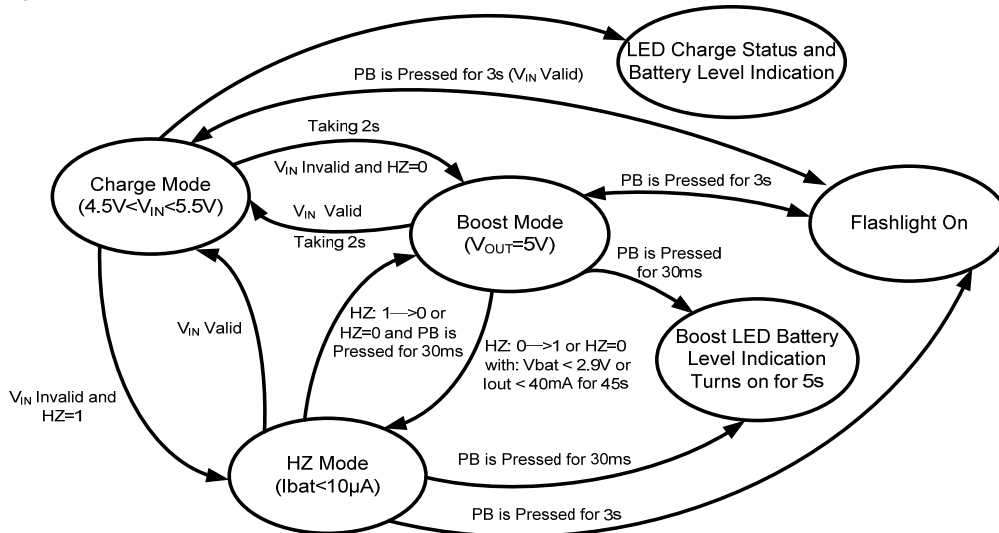 LED Charge Status and
Battery Level Indication
PB is Pressed for 3s (VIN Valid)
Taking 2s
VIN Invalid and HZ=0
Charge Mode
(4.5V<VIN<5.5V)
VIN Valid
Taking 2s
Boost Mode
(VOUT=5V)
PB is Pressed for 3s
Flashlight On
PB is Pressed
for 30ms
HZ: 1—>0 or
HZ=0 and PB is
Pressed for 30ms
VIN Valid
HZ: 0—>1 or HZ=0
with: Vbat < 2.9V or
Iout < 40mA for 45s
Boost LED Battery
Level Indication
Turns on for 5s
VIN Invalid and
HZ=1
HZ Mode
(Ibat<10µA)
PB is Pressed for 30ms
PB is Pressed for 3s